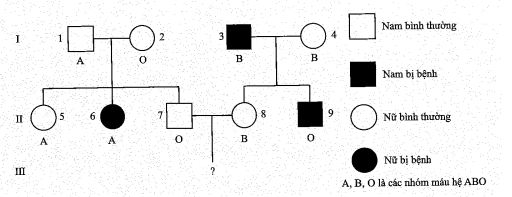 I 1 2 3 4 Nam bình thường
A O B B
Nam bị bệnh
II 5 6 7 8 9 Nữ bình thường
A A O B O
III ? Nữ bị bệnh
A, B, O là các nhóm máu hệ ABO